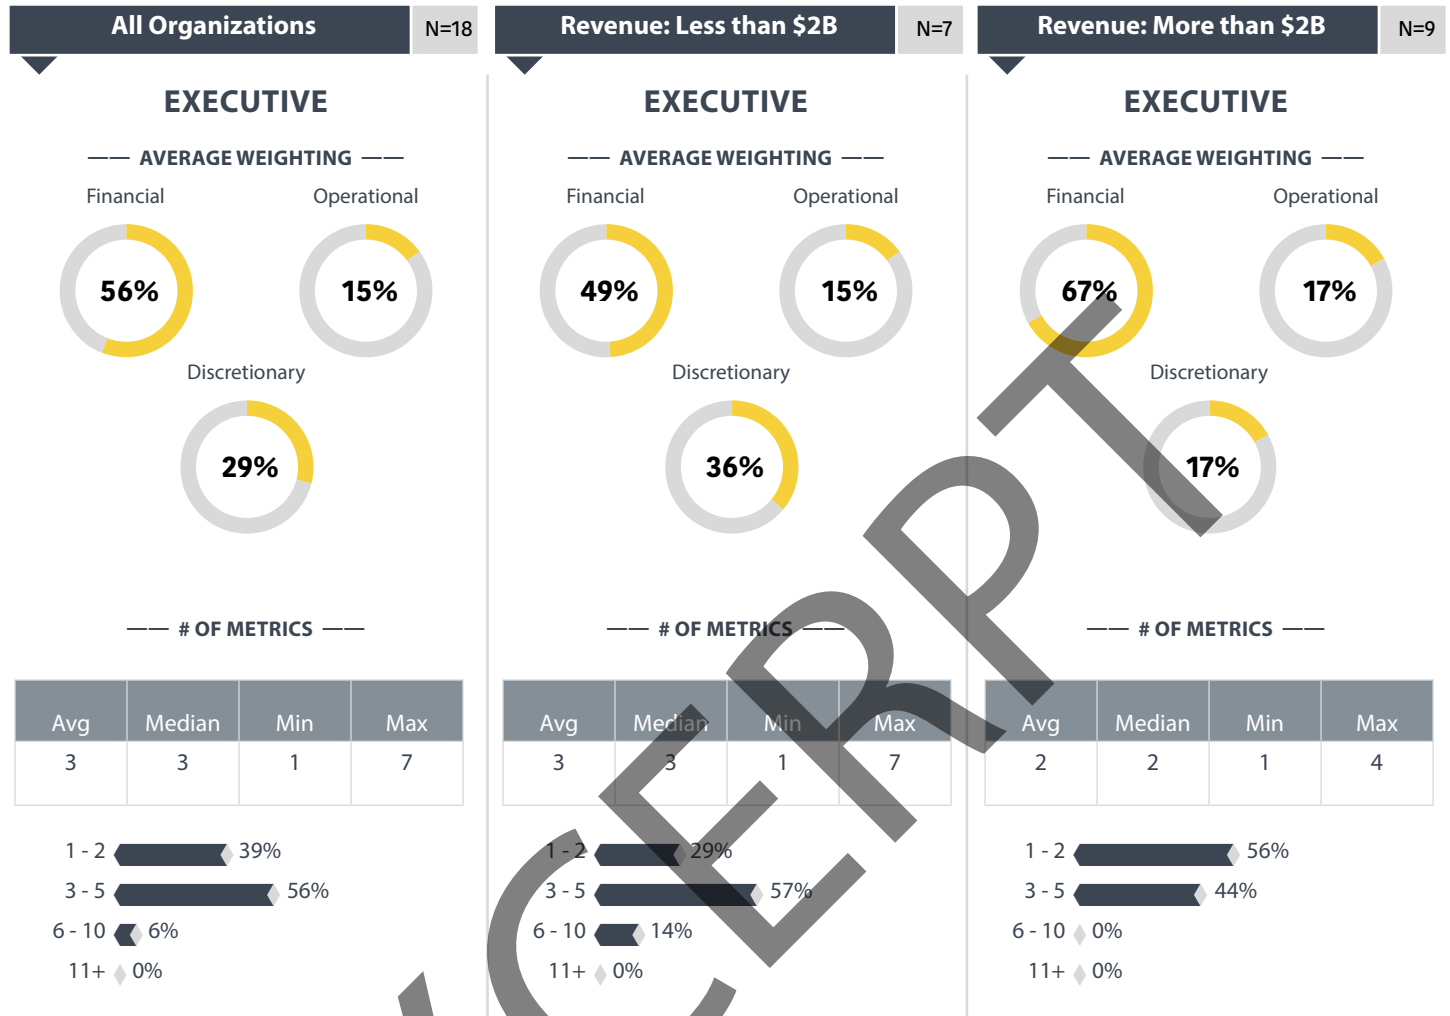 All Organizations N=18
EXECUTIVE
AVERAGE WEIGHTING
Financial Operational
56% 15%
Discretionary
29%
# OF METRICS
Avg Median Min Max
3 3 1 7
1 - 2 39%
3 - 5 56%
6 - 10 6%
11+ 0%
Revenue: Less than $2B N=7
EXECUTIVE
AVERAGE WEIGHTING
Financial Operational
49% 15%
Discretionary
36%
# OF METRICS
Avg Median Min Max
3 3 1 7
1 - 2 29%
3 - 5 57%
6 - 10 14%
11+ 0%
Revenue: More than $2B N=9
EXECUTIVE
AVERAGE WEIGHTING
Financial Operational
67% 17%
Discretionary
17%
# OF METRICS
Avg Median Min Max
2 2 1 4
1 - 2 56%
3 - 5 44%
6 - 10 0%
11+ 0%
CERPT